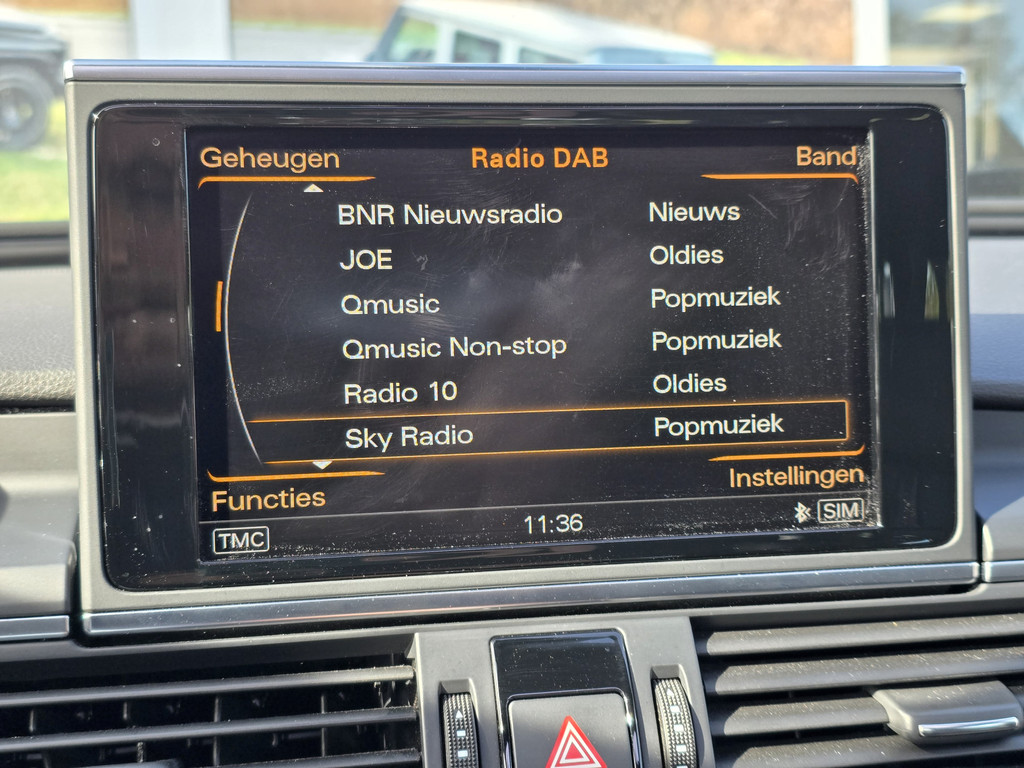 Geheugen Radio DAB Band
BNR Nieuwsradio Nieuws
JOE Oldies
Qmusic Popmuziek
Qmusic Non-stop Popmuziek
Radio 10 Oldies
Sky Radio Popmuziek
Functies Instellingen
TMC 11:36 SIM